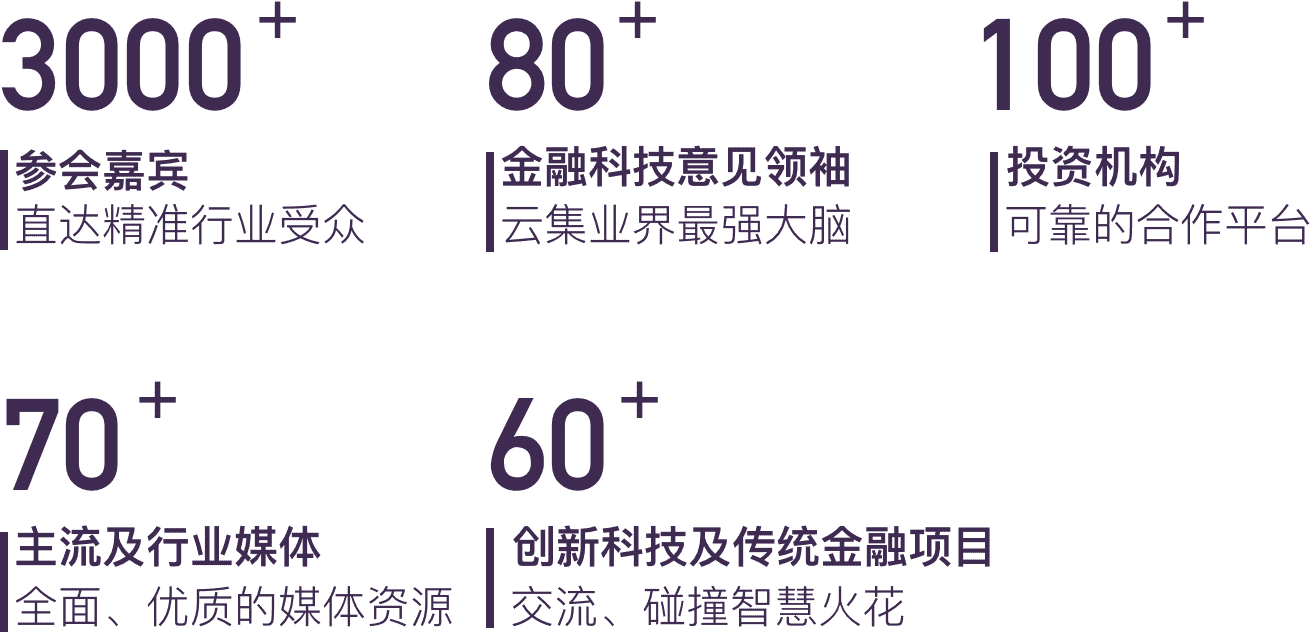 3000+
参会嘉宾
直达精准行业受众
80+
金融科技意见领袖
云集业界最强大脑
100+
投资机构
可靠的合作平台
70+
主流及行业媒体
全面、优质的媒体资源
60+
创新科技及传统金融项目
交流、碰撞智慧火花